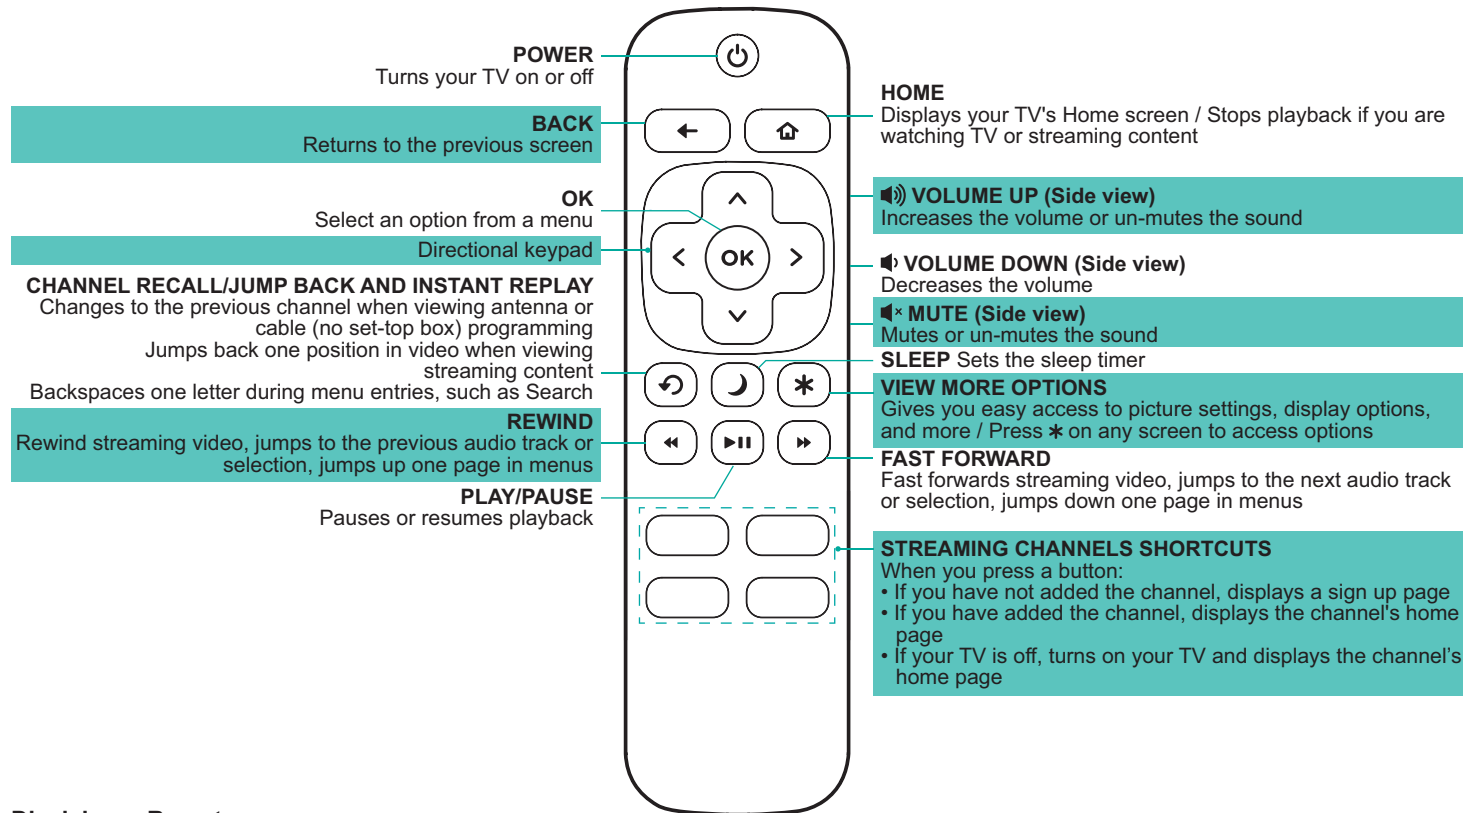 POWER
Turns your TV on or off
BACK
Returns to the previous screen
OK
Select an option from a menu
Directional keypad
CHANNEL RECALL/JUMP BACK AND INSTANT REPLAY
Changes to the previous channel when viewing antenna or
cable (no set-top box) programming
Jumps back one position in video when viewing
streaming content
Backspaces one letter during menu entries, such as Search
REWIND
Rewind streaming video, jumps to the previous audio track or
selection, jumps up one page in menus
PLAY/PAUSE
Pauses or resumes playback
OK
HOME
Displays your TV's Home screen / Stops playback if you are
watching TV or streaming content
VOLUME UP (Side view)
Increases the volume or un-mutes the sound
VOLUME DOWN (Side view)
Decreases the volume
MUTE (Side view)
Mutes or un-mutes the sound
SLEEP Sets the sleep timer
VIEW MORE OPTIONS
Gives you easy access to picture settings, display options,
and more / Press * on any screen to access options
FAST FORWARD
Fast forwards streaming video, jumps to the next audio track
or selection, jumps down one page in menus
STREAMING CHANNELS SHORTCUTS
When you press a button:
• If you have not added the channel, displays a sign up page
• If you have added the channel, displays the channel's home
page
• If your TV is off, turns on your TV and displays the channel’s
home page